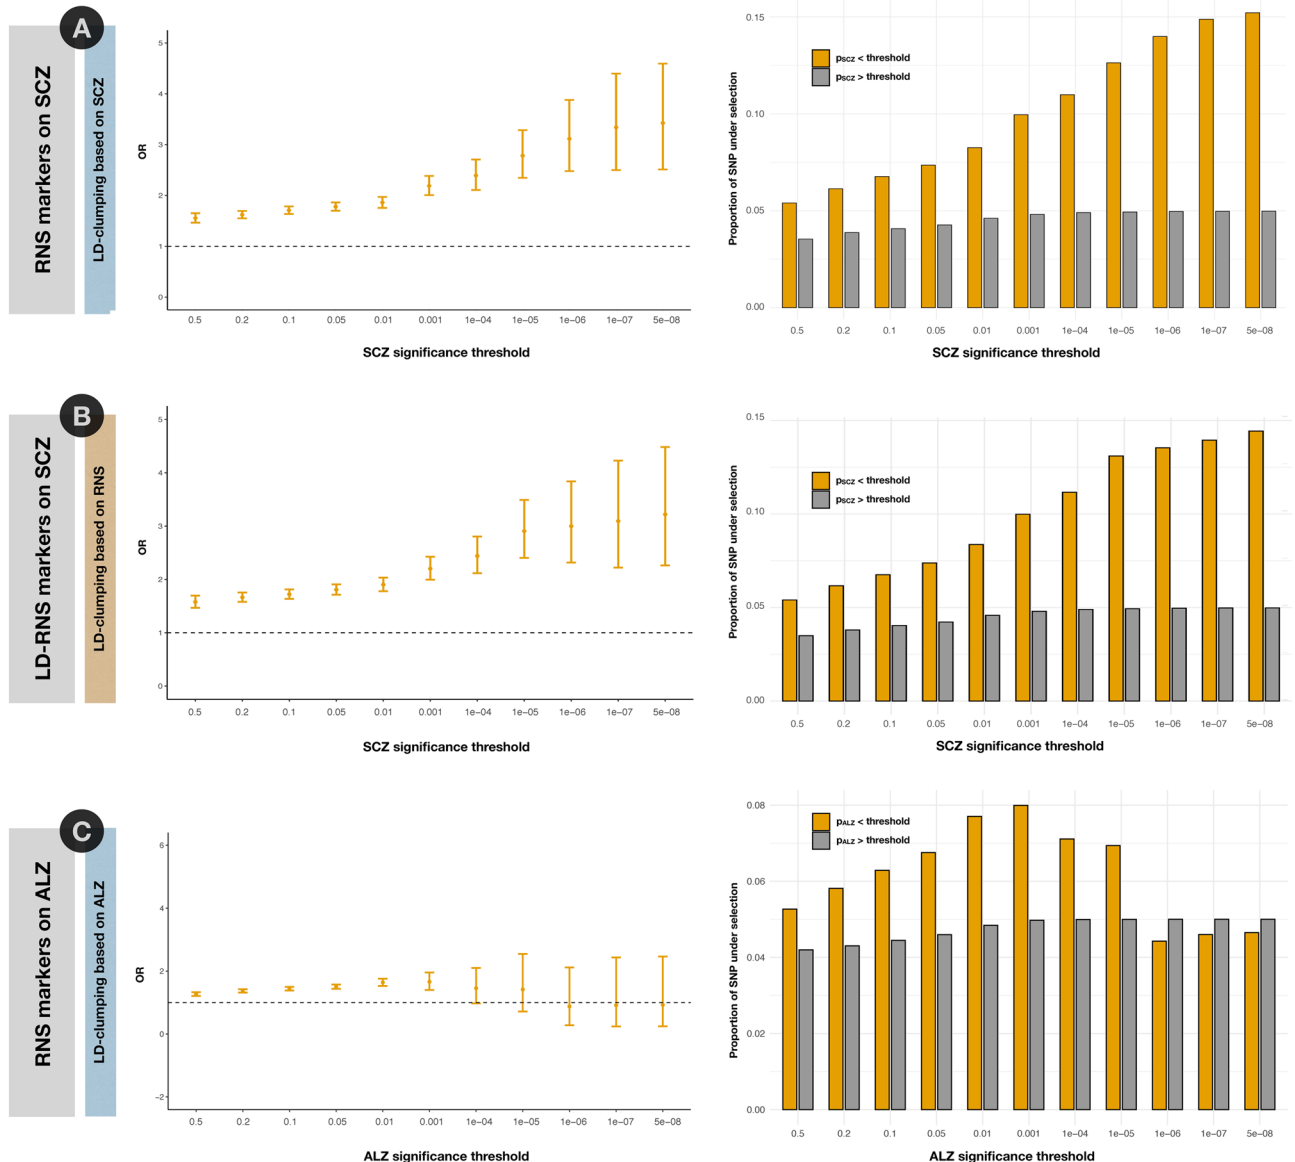 A
RNS markers on SCZ
LD-clumping based on SCZ
OR
5
4
3
2
1
0
0.5 0.2 0.1 0.05 0.01 0.001 1e−04 1e−05 1e−06 1e−07 5e−08
SCZ significance threshold
Proportion of SNP under selection
0.15
0.10
0.05
0.00
pSCZ < threshold
pSCZ > threshold
0.5 0.2 0.1 0.05 0.01 0.001 1e−04 1e−05 1e−06 1e−07 5e−08
SCZ significance threshold
B
LD-RNS markers on SCZ
LD-clumping based on RNS
OR
5
4
3
2
1
0
0.5 0.2 0.1 0.05 0.01 0.001 1e−04 1e−05 1e−06 1e−07 5e−08
SCZ significance threshold
Proportion of SNP under selection
0.15
0.10
0.05
0.00
pSCZ < threshold
pSCZ > threshold
0.5 0.2 0.1 0.05 0.01 0.001 1e−04 1e−05 1e−06 1e−07 5e−08
SCZ significance threshold
C
RNS markers on ALZ
LD-clumping based on ALZ
OR
6
4
2
0
−2
0.5 0.2 0.1 0.05 0.01 0.001 1e−04 1e−05 1e−06 1e−07 5e−08
ALZ significance threshold
Proportion of SNP under selection
0.08
0.06
0.04
0.02
0.00
pALZ < threshold
pALZ > threshold
0.5 0.2 0.1 0.05 0.01 0.001 1e−04 1e−05 1e−06 1e−07 5e−08
ALZ significance threshold